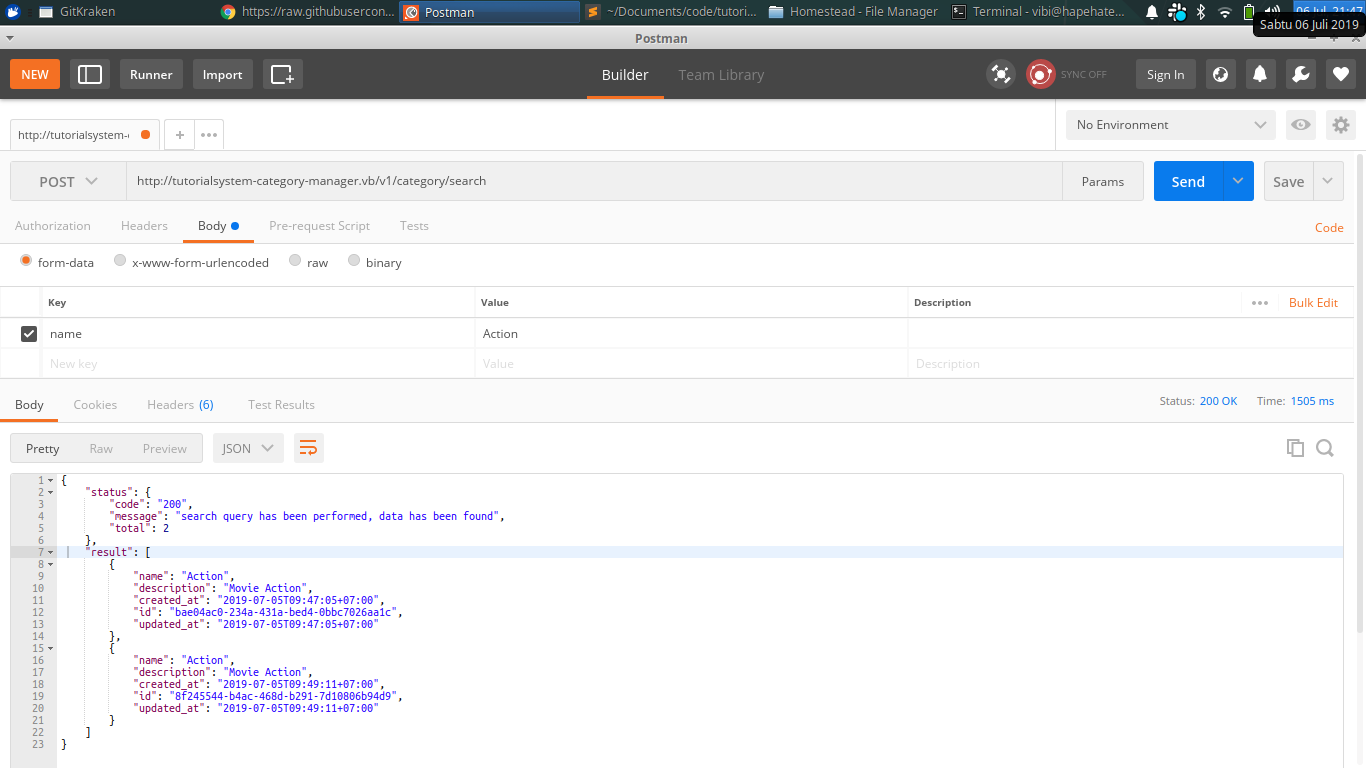 GitKraken https://raw.githubusercon... Postman ~/Documents/code/tutori... Homestead - File Manager Terminal - vibi@hapehate... 06 Jul, 21:47
Sabtu 06 Juli 2019
Postman
NEW Runner Import Builder Team Library SYNC OFF Sign In
http://tutorialsystem- + ••• No Environment
POST http://tutorialsystem-category-manager.vb/v1/category/search Params Send Save
Authorization Headers Body Pre-request Script Tests Code
form-data x-www-form-urlencoded raw binary
Key Value Description ••• Bulk Edit
name Action
New key Value Description
Body Cookies Headers (6) Test Results Status: 200 OK Time: 1505 ms
Pretty Raw Preview JSON
1 {
2 "status": {
3 "code": "200",
4 "message": "search query has been performed, data has been found",
5 "total": 2
6 },
7 "result": [
8 {
9 "name": "Action",
10 "description": "Movie Action",
11 "created_at": "2019-07-05T09:47:05+07:00",
12 "id": "bae04ac0-234a-431a-bed4-0bbc7026aa1c",
13 "updated_at": "2019-07-05T09:47:05+07:00"
14 },
15 {
16 "name": "Action",
17 "description": "Movie Action",
18 "created_at": "2019-07-05T09:49:11+07:00",
19 "id": "8f245544-b4ac-468d-b291-7d10806b94d9",
20 "updated_at": "2019-07-05T09:49:11+07:00"
21 }
22 ]
23 }